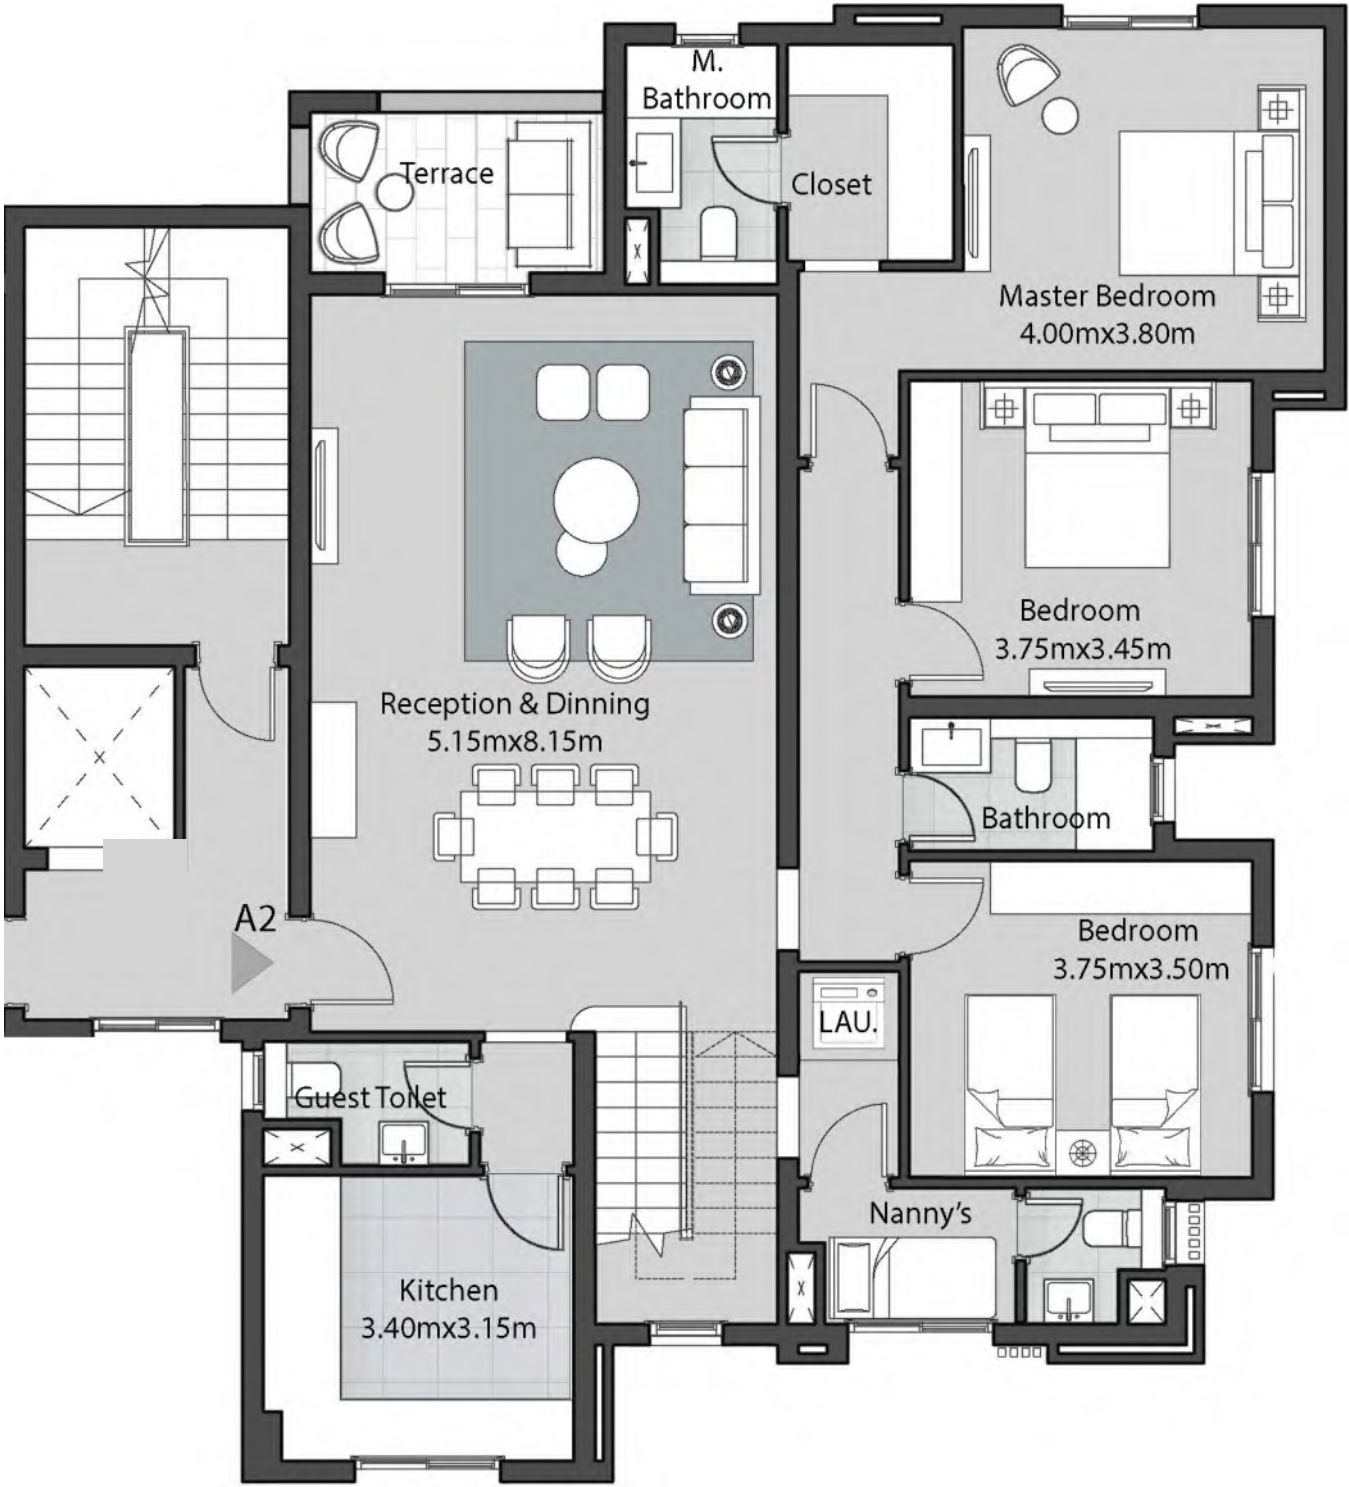 M.
Bathroom
Terrace
Closet
Master Bedroom
4.00mx3.80m
Bedroom
3.75mx3.45m
Reception & Dinning
5.15mx8.15m
Bathroom
A2
Bedroom
3.75mx3.50m
LAU.
Guest Toilet
Nanny's
Kitchen
3.40mx3.15m